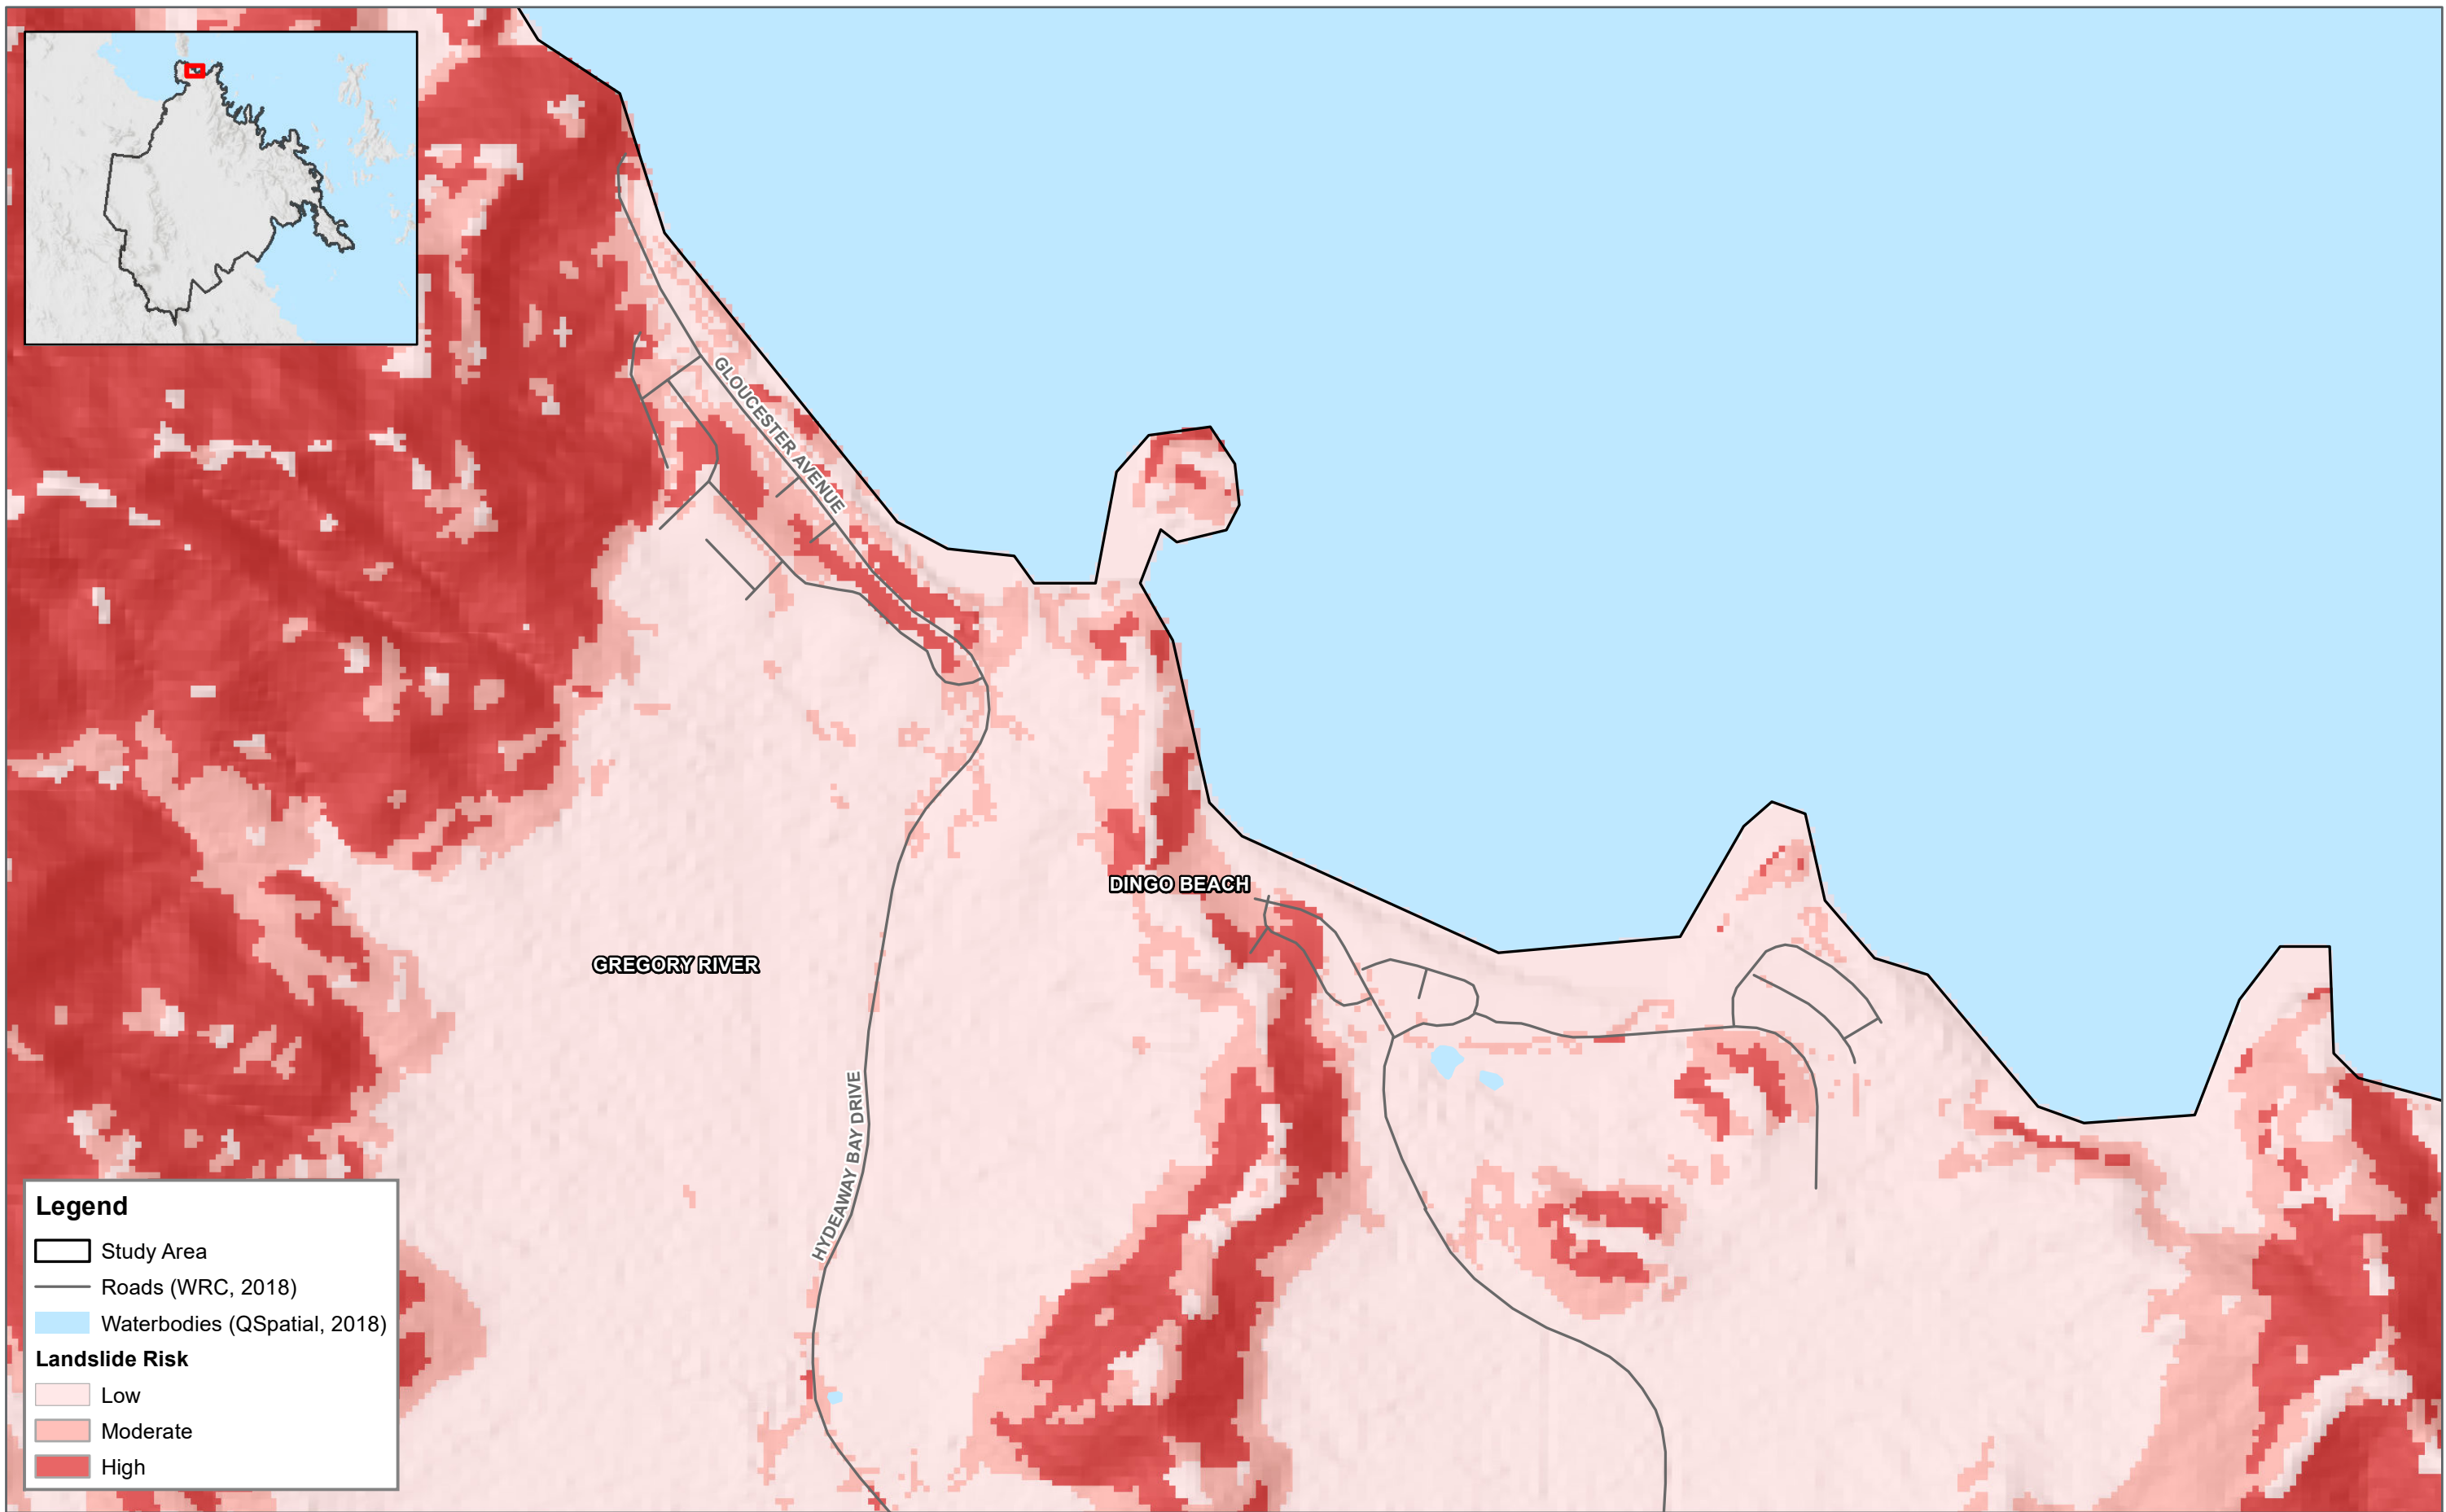 GLOUCESTER AVENUE
DINGO BEACH
GREGORY RIVER
HYDEAWAY BAY DRIVE
Legend
Study Area
Roads (WRC, 2018)
Waterbodies (QSpatial, 2018)
Landslide Risk
Low
Moderate
High